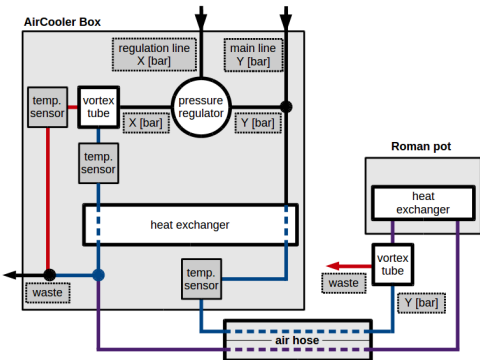 AirCooler Box
regulation line
X [bar]
main line
Y [bar]
temp.
sensor
vortex
tube
X [bar]
pressure
regulator
Y [bar]
temp.
sensor
Roman pot
heat
exchanger
heat exchanger
temp.
sensor
vortex
tube
waste
waste
Y [bar]
air hose